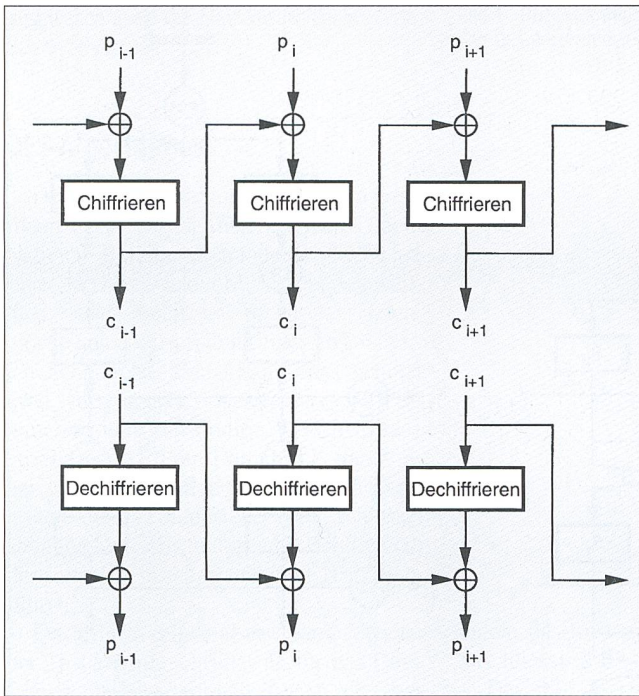 p i-1 p i p i+1
Chiffrieren Chiffrieren Chiffrieren
c i-1 c i c i+1
c i-1 c i c i+1
Dechiffrieren Dechiffrieren Dechiffrieren
p i-1 p i p i+1